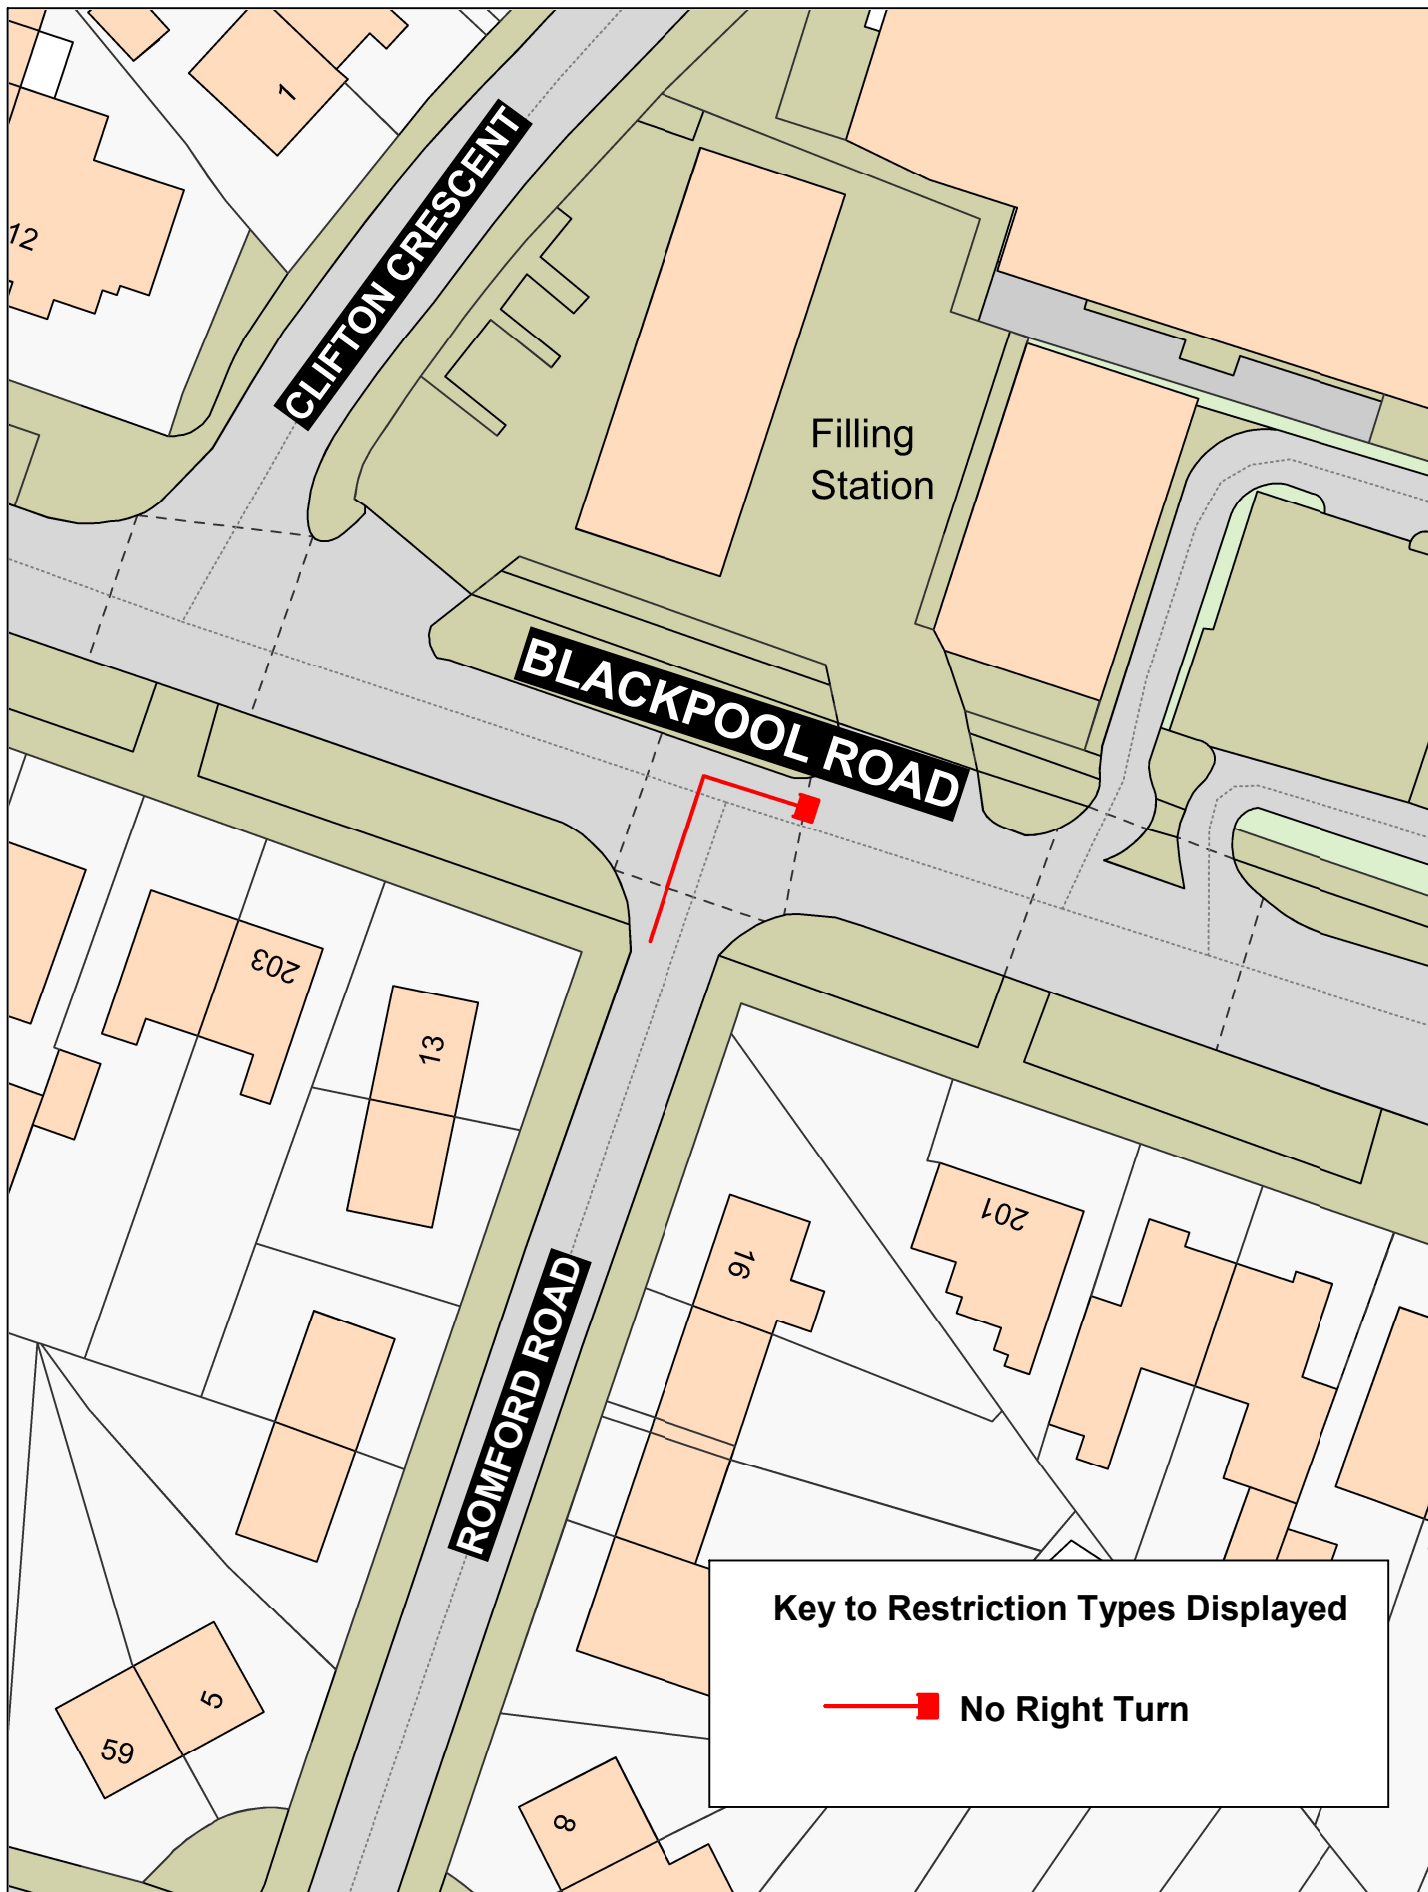 1
12
CLIFTON CRESCENT
Filling
Station
BLACKPOOL ROAD
203
13
201
16
ROMFORD ROAD
5
59
8
Key to Restriction Types Displayed
No Right Turn